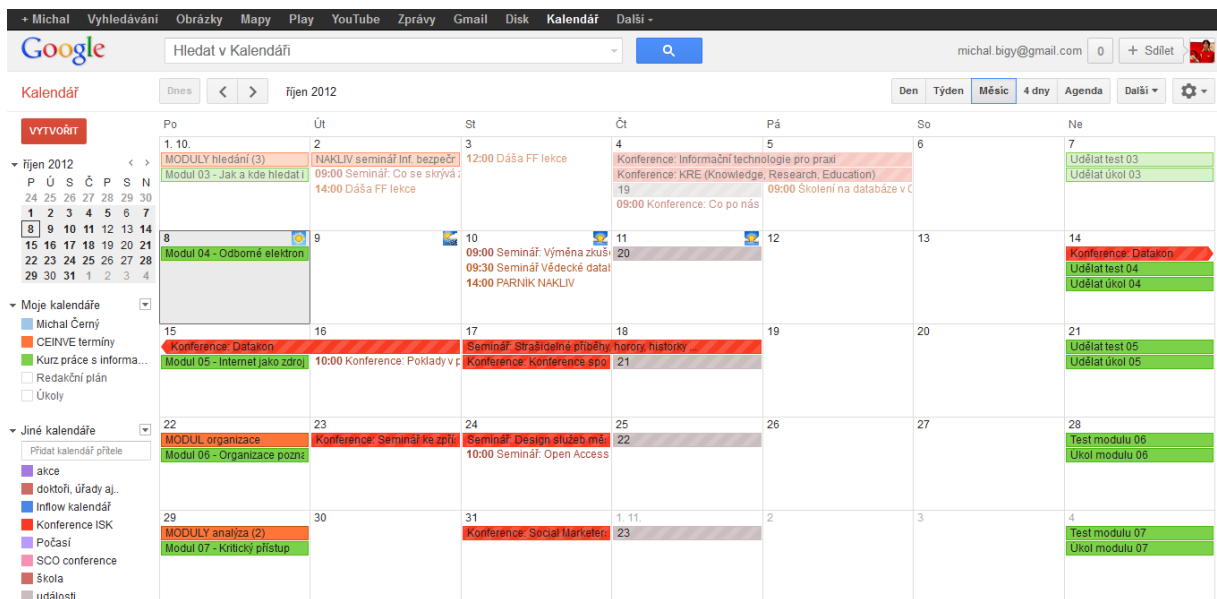 + Michal Vyhledávání Obrázky Mapy Play YouTube Zprávy Gmail Disk Kalendář Další
Google Hledat v Kalendáři michal.bigy@gmail.com 0 + Sdílet
Kalendář Dnes říjen 2012 Den Týden Měsíc 4 dny Agenda Další
VYTVOŘIT
říjen 2012
P Ú S Č P S N
24 25 26 27 28 29 30
1 2 3 4 5 6 7
8 9 10 11 12 13 14
15 16 17 18 19 20 21
22 23 24 25 26 27 28
29 30 31 1 2 3 4
Moje kalendáře
Michal Černý
CEINVE termíny
Kurz práce s informa...
Redakční plán
Úkoly
Jiné kalendáře
Přidat kalendář přítele
akce
doktoři, úřady aj..
Inflow kalendář
Konference ISK
Počasí
SCO conference
škola
události
Po Út St Čt Pá So Ne
1. 10. 2 3 4 5 6 7
MODULY hledání (3) NAKLIV seminář Inf. bezpečn 12:00 Dáša FF lekce Konference: Informační technologie pro praxi Udělat test 03
Modul 03 - Jak a kde hledat i 09:00 Seminář: Co se skrývá z Konference: KRE (Knowledge, Research, Education) Udělat úkol 03
14:00 Dáša FF lekce 19 09:00 Školení na databáze v
09:00 Konference: Co po nás
8 9 10 11 12 13 14
Modul 04 - Odborné elektron 09:00 Seminář: Výměna zkuš 20 Konference: Datakon
09:30 Seminář Vědecké datab Udělat test 04
14:00 PARNÍK NAKLIV Udělat úkol 04
15 16 17 18 19 20 21
Konference: Datakon Seminář: Strašidelné příběhy, horory, historky ... Udělat test 05
Modul 05 - Internet jako zdroj 10:00 Konference: Poklady v p Konference: Konference spo 21 Udělat úkol 05
22 23 24 25 26 27 28
MODUL organizace Konference: Seminář ke zpří Seminář: Design služeb mě 22 Test modulu 06
Modul 06 - Organizace pozna 10:00 Seminář: Open Access Úkol modulu 06
29 30 31 1. 11. 2 3 4
MODULY analýza (2) Konference: Social Marketer 23 Test modulu 07
Modul 07 - Kritický přístup Úkol modulu 07